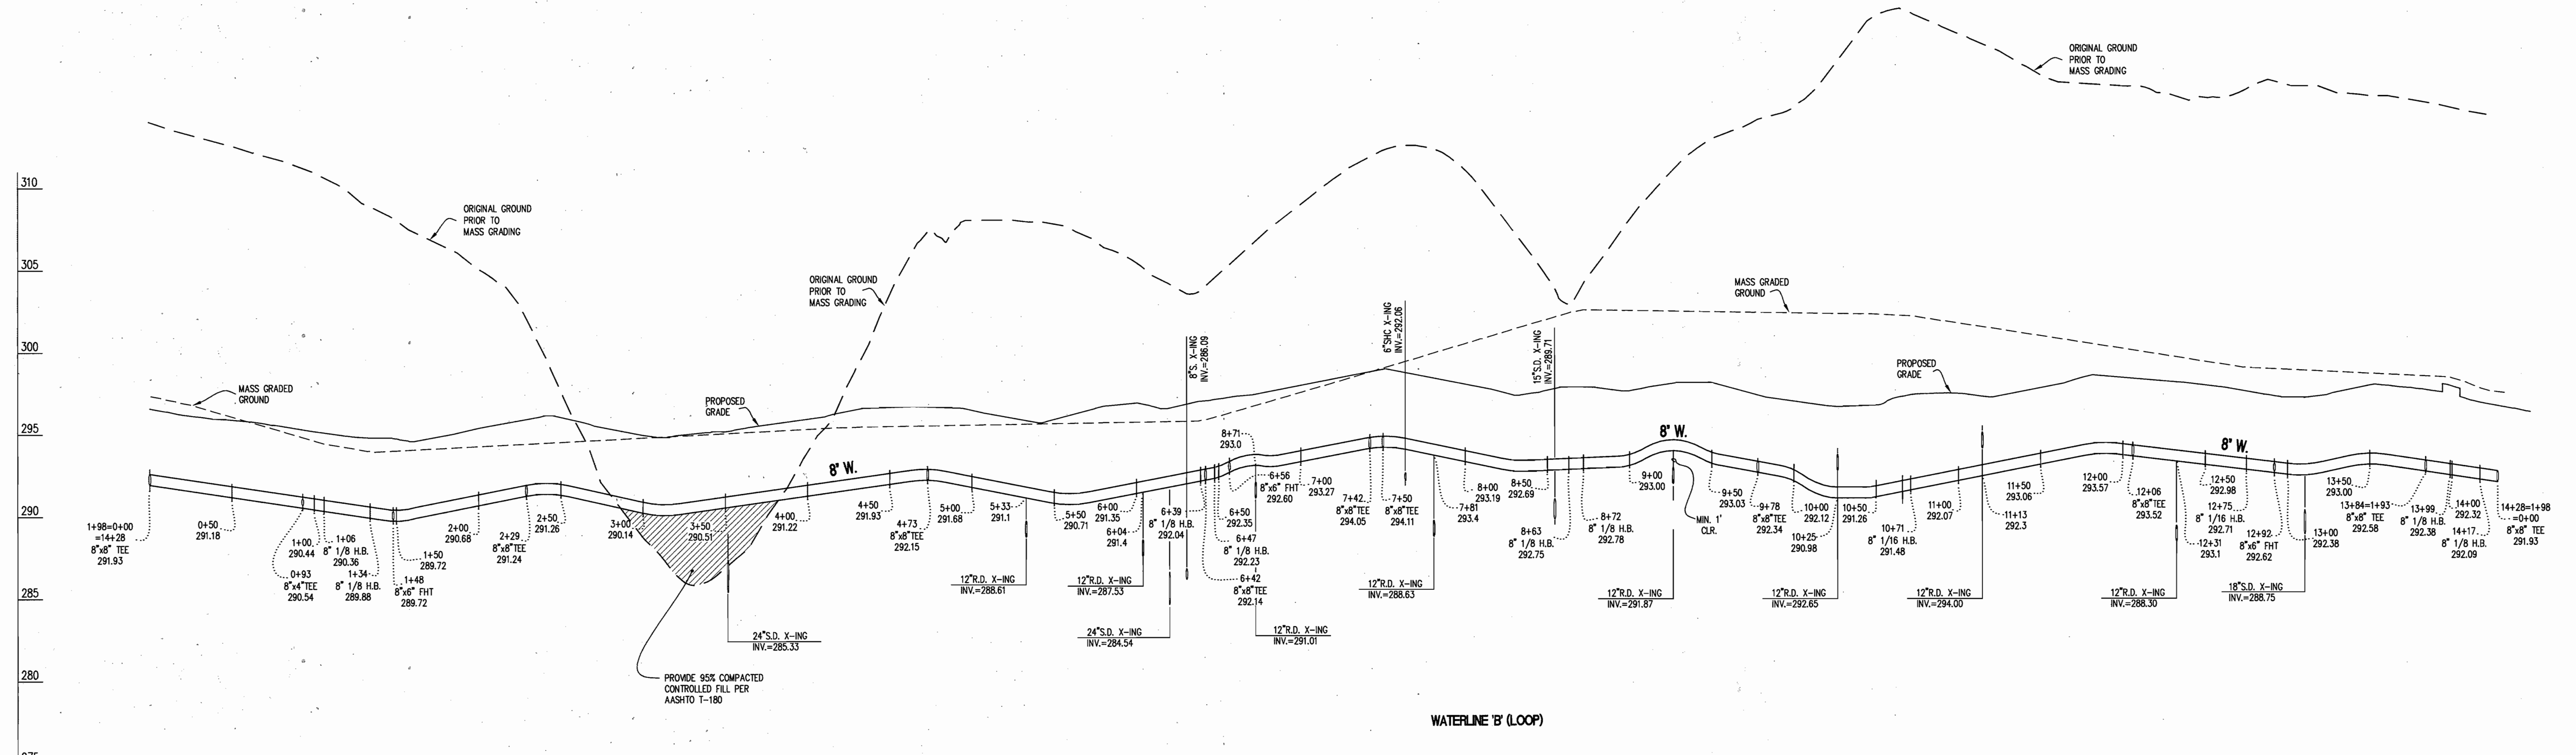 310
305
300
295
290
285
280
275
ORIGINAL GROUND
PRIOR TO
MASS GRADING
ORIGINAL GROUND
PRIOR TO
MASS GRADING
ORIGINAL GROUND
PRIOR TO
MASS GRADING
MASS GRADED
GROUND
PROPOSED
GRADE
MASS GRADED
GROUND
PROPOSED
GRADE
8" W.
8" W.
8" W.
8"S. X-ING
INV.=286.09
6"SHC X-ING
INV.=292.06
15"S.D. X-ING
INV.=289.71
1+98=0+00
=14+28
8"x8" TEE
291.93
0+50
291.18
1+00
290.44
0+93
8"x4"TEE
290.54
1+06
8" 1/8 H.B.
290.36
1+34
8" 1/8 H.B.
289.88
1+50
289.72
1+48
8"x6" FHT
289.72
2+00
290.68
2+29
8"x8"TEE
291.24
2+50
291.26
3+00
290.14
3+50
290.51
4+00
291.22
4+50
291.93
4+73
8"x8"TEE
292.15
5+00
291.68
5+33
291.1
5+50
290.71
6+00
291.35
6+04
291.4
6+39
8" 1/8 H.B.
292.04
8+71
293.0
6+56
8"x6" FHT
292.60
6+50
292.35
6+47
8" 1/8 H.B.
292.23
6+42
8"x8"TEE
292.14
7+00
293.27
7+42
8"x8"TEE
294.05
7+50
8"x8"TEE
294.11
7+81
293.4
8+00
293.19
8+50
292.69
8+63
8" 1/8 H.B.
292.75
8+72
8" 1/8 H.B.
292.78
9+00
293.00
MIN. 1'
CLR.
9+50
293.03
9+78
8"x8"TEE
292.34
10+00
292.12
10+25
290.98
10+50
291.26
10+71
8" 1/16 H.B.
291.48
11+00
292.07
11+13
292.3
11+50
293.06
12+00
293.57
12+06
8"x8"TEE
293.52
12+31
293.1
12+50
292.98
12+75
8" 1/16 H.B.
292.71
12+92
8"x6" FHT
292.62
13+00
292.38
13+50
293.00
13+84=1+93
8"x8" TEE
292.58
13+99
8" 1/8 H.B.
292.38
14+00
292.32
14+17
8" 1/8 H.B.
292.09
14+28=1+98
=0+00
8"x8" TEE
291.93
12"R.D. X-ING
INV.=288.61
12"R.D. X-ING
INV.=287.53
12"R.D. X-ING
INV.=288.63
12"R.D. X-ING
INV.=291.87
12"R.D. X-ING
INV.=292.65
12"R.D. X-ING
INV.=294.00
12"R.D. X-ING
INV.=288.30
18"S.D. X-ING
INV.=288.75
24"S.D. X-ING
INV.=285.33
24"S.D. X-ING
INV.=284.54
12"R.D. X-ING
INV.=291.01
PROVIDE 95% COMPACTED
CONTROLLED FILL PER
AASHTO T-180
WATERLINE 'B' (LOOP)